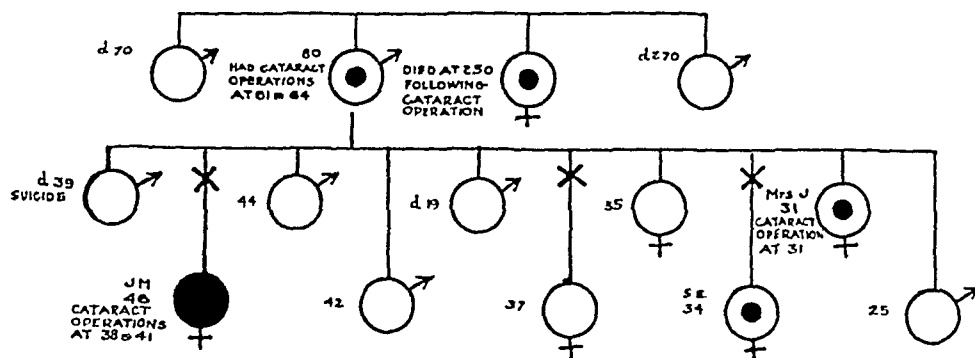 d 70
80
HAD CATARACT
OPERATIONS
AT 61 & 64
DIED AT ± 50
FOLLOWING
CATARACT
OPERATION
d ± 70
d 39
SUICIDE
44
d 19
35
Mrs J
31
CATARACT
OPERATION
AT 31
JM
46
CATARACT
OPERATIONS
AT 38 & 41
42
37
SE
34
25